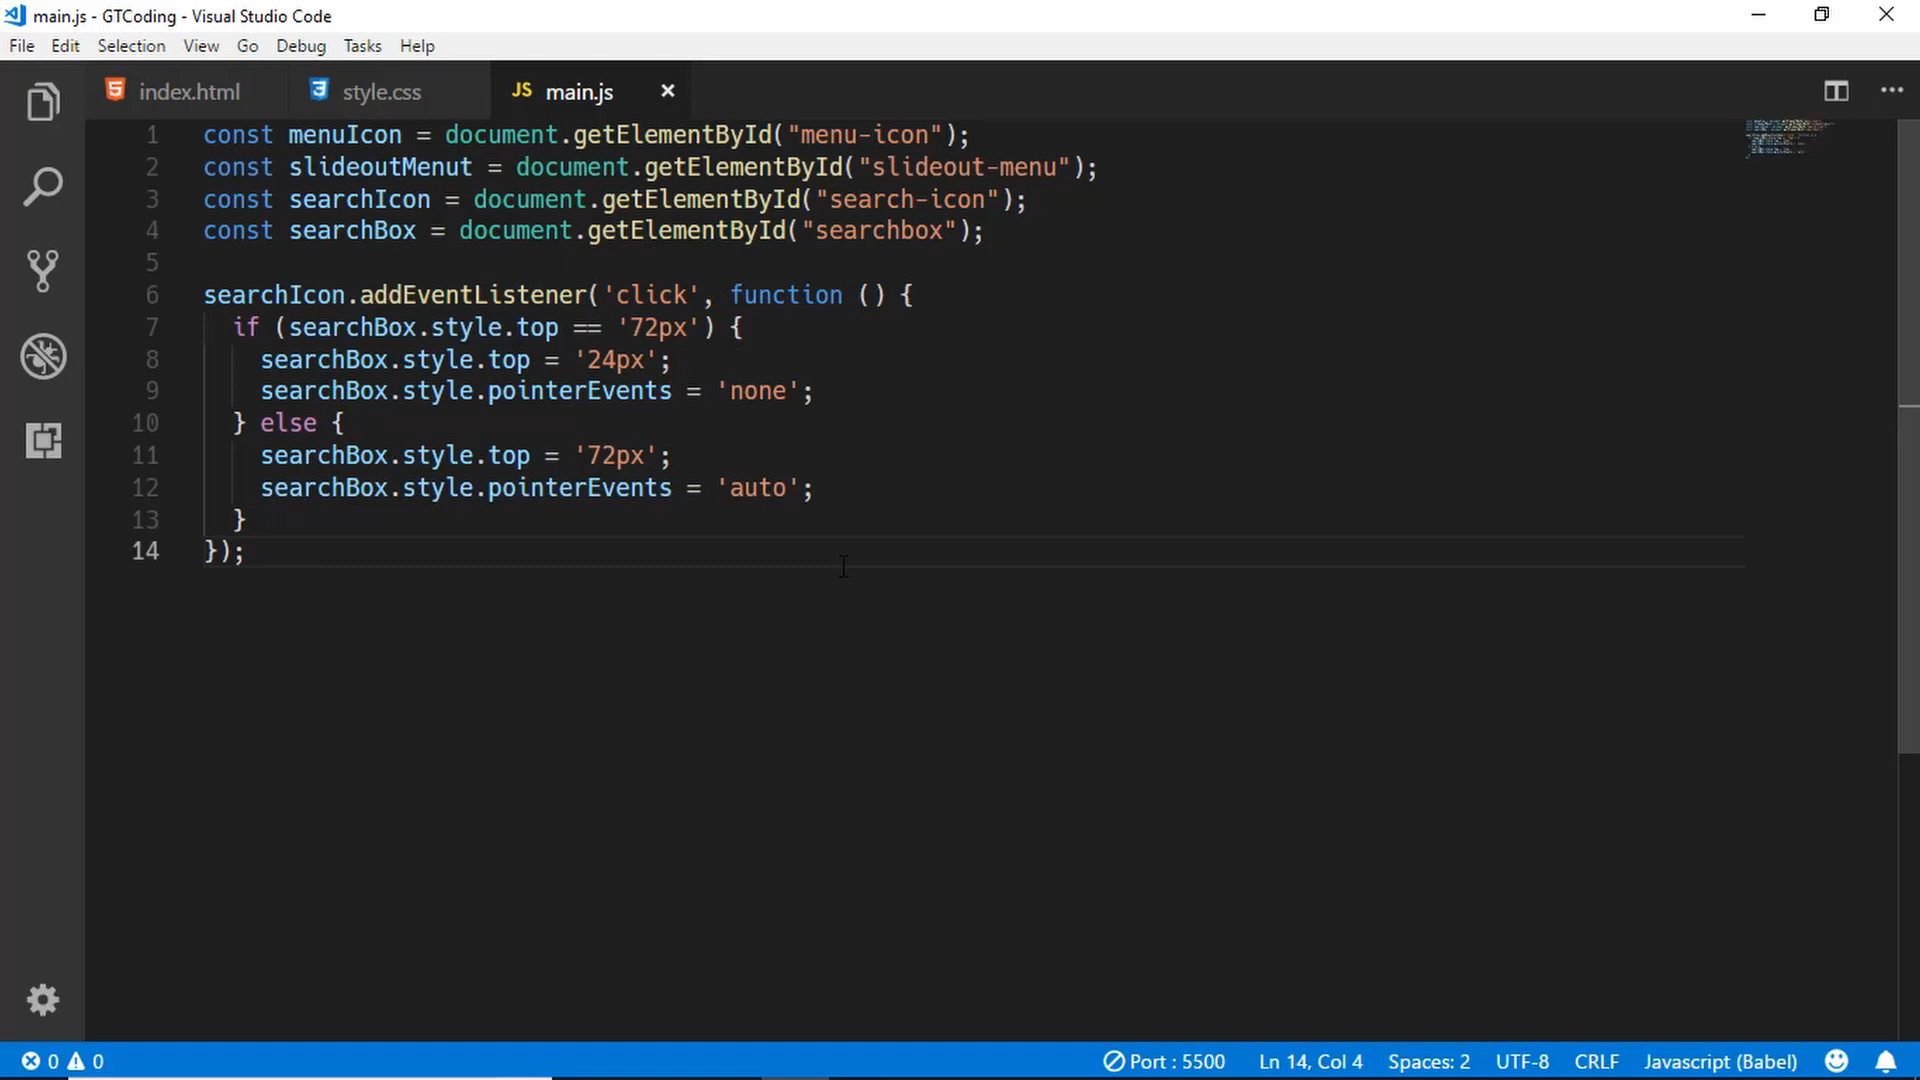 main.js - GTCoding - Visual Studio Code
File Edit Selection View Go Debug Tasks Help
index.html style.css JS main.js
1 const menuIcon = document.getElementById("menu-icon");
2 const slideoutMenut = document.getElementById("slideout-menu");
3 const searchIcon = document.getElementById("search-icon");
4 const searchBox = document.getElementById("searchbox");
5
6 searchIcon.addEventListener('click', function () {
7 if (searchBox.style.top == '72px') {
8 searchBox.style.top = '24px';
9 searchBox.style.pointerEvents = 'none';
10 } else {
11 searchBox.style.top = '72px';
12 searchBox.style.pointerEvents = 'auto';
13 }
14 });
0 0 Port : 5500 Ln 14, Col 4 Spaces: 2 UTF-8 CRLF Javascript (Babel)